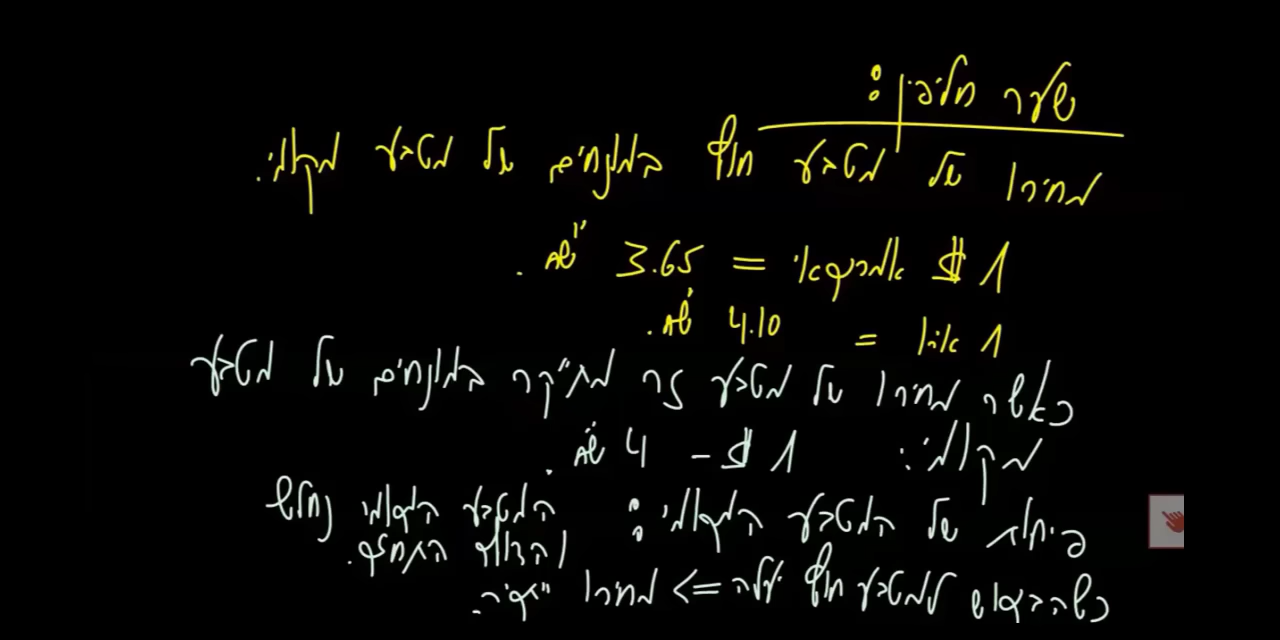 שער חליפין:
מחירו של מטבע חוץ במונחים של מטבע מקומי.
1 $ אמריקאי = 3.65 ש"ח.
1 אירו = 4.10 ש"ח.
כאשר מחירו של מטבע זר מתייקר במונחים של מטבע
מקומי: 1 $ - 4 ש"ח.
פיחות של המטבע המקומי: המטבע המקומי נחלש
והדולר התחזק.
כשהביקוש למטבע חוץ יעלה => מחירו יתייקר.